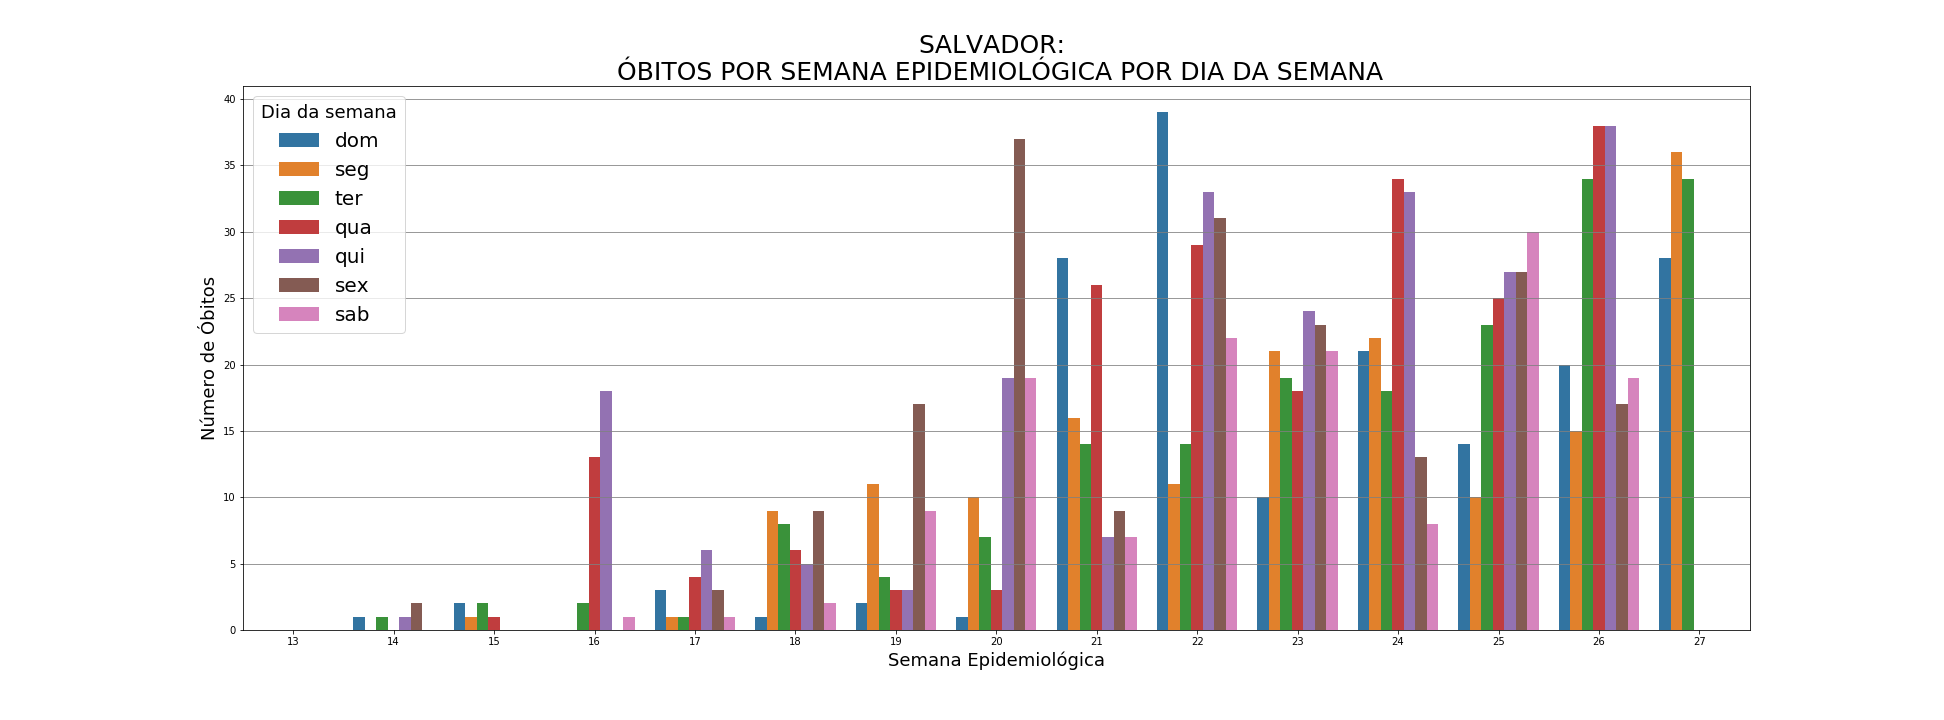 SALVADOR:
ÓBITOS POR SEMANA EPIDEMIOLÓGICA POR DIA DA SEMANA
Dia da semana
dom
seg
ter
qua
qui
sex
sab
Número de Óbitos
40
35
30
25
20
15
10
5
0
13 14 15 16 17 18 19 20 21 22 23 24 25 26 27
Semana Epidemiológica